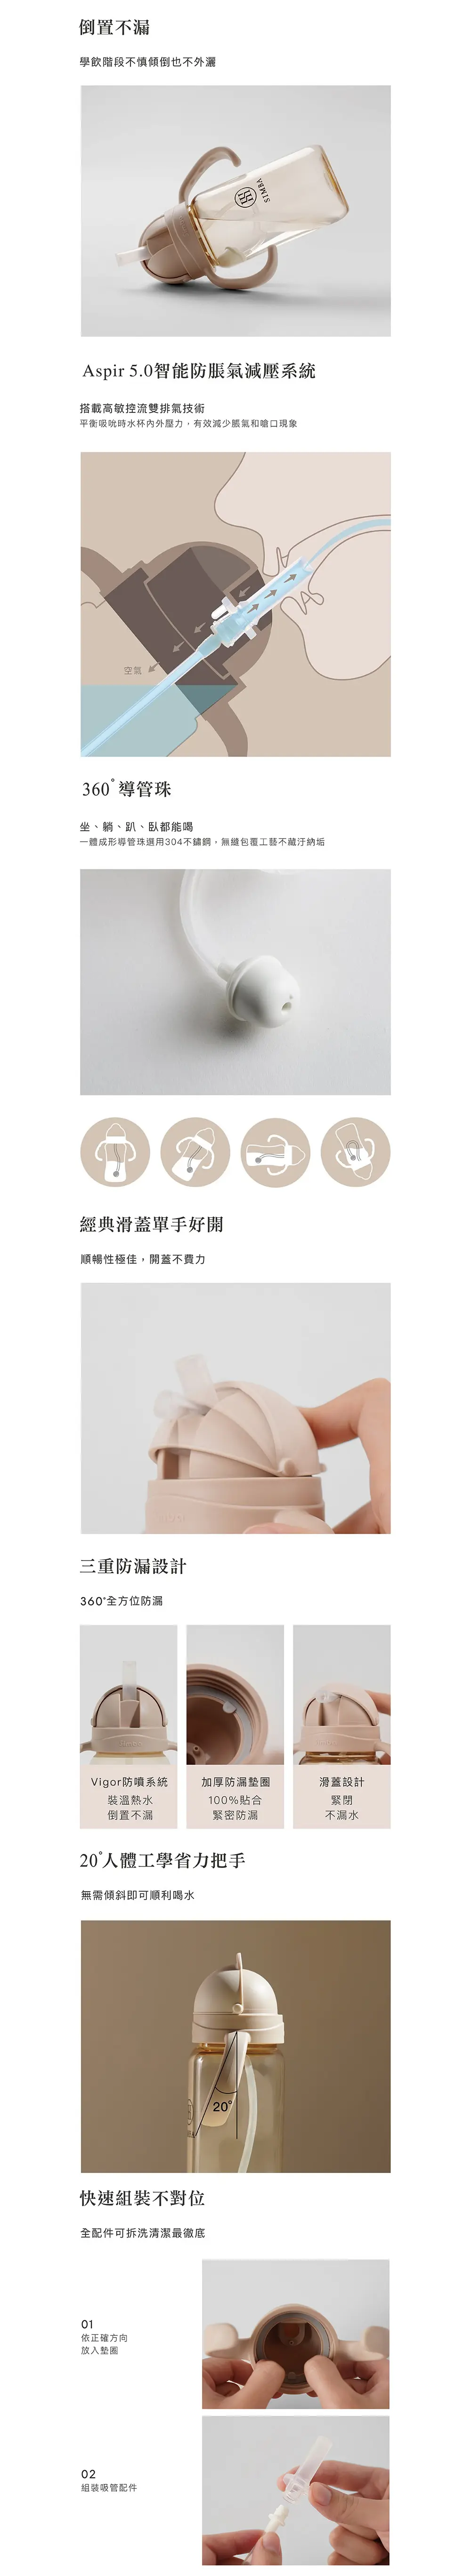 倒置不漏
學飲階段不慎傾倒也不外灑
SIMBA
Aspir 5.0智能防脹氣減壓系統
搭載高敏控流雙排氣技術
平衡吸吮時水杯內外壓力，有效減少脹氣和嗆口現象
空氣
360°導管珠
坐、躺、趴、臥都能喝
一體成形導管珠選用304不鏽鋼，無縫包覆工藝不藏汙納垢
經典滑蓋單手好開
順暢性極佳，開蓋不費力
三重防漏設計
360°全方位防漏
Vigor防噴系統
裝溫熱水
倒置不漏
加厚防漏墊圈
100%貼合
緊密防漏
滑蓋設計
緊閉
不漏水
20°人體工學省力把手
無需傾斜即可順利喝水
20°
快速組裝不對位
全配件可拆洗清潔最徹底
01
依正確方向
放入墊圈
02
組裝吸管配件